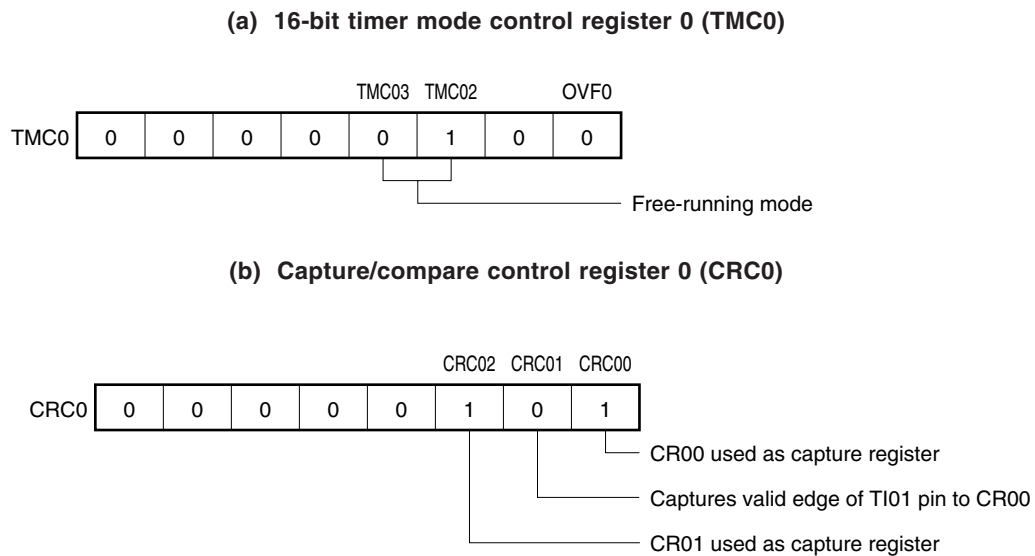 (a) 16-bit timer mode control register 0 (TMC0)
TMC03 TMC02 OVF0
TMC0 0 0 0 0 0 1 0 0
Free-running mode
(b) Capture/compare control register 0 (CRC0)
CRC02 CRC01 CRC00
CRC0 0 0 0 0 0 1 0 1
CR00 used as capture register
Captures valid edge of TI01 pin to CR00
CR01 used as capture register